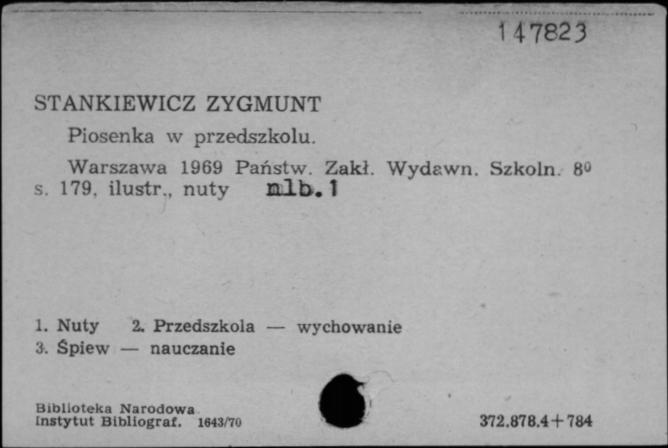 147823
STANKIEWICZ ZYGMUNT
Piosenka w przedszkolu.
Warszawa 1969 Państw. Zakł. Wydawn. Szkoln. 8⁰
s. 179, ilustr., nuty nlb. 1
1. Nuty 2. Przedszkola — wychowanie
3. Śpiew — nauczanie
Biblioteka Narodowa
Instytut Bibliograf. 1643/70
372.878.4+784